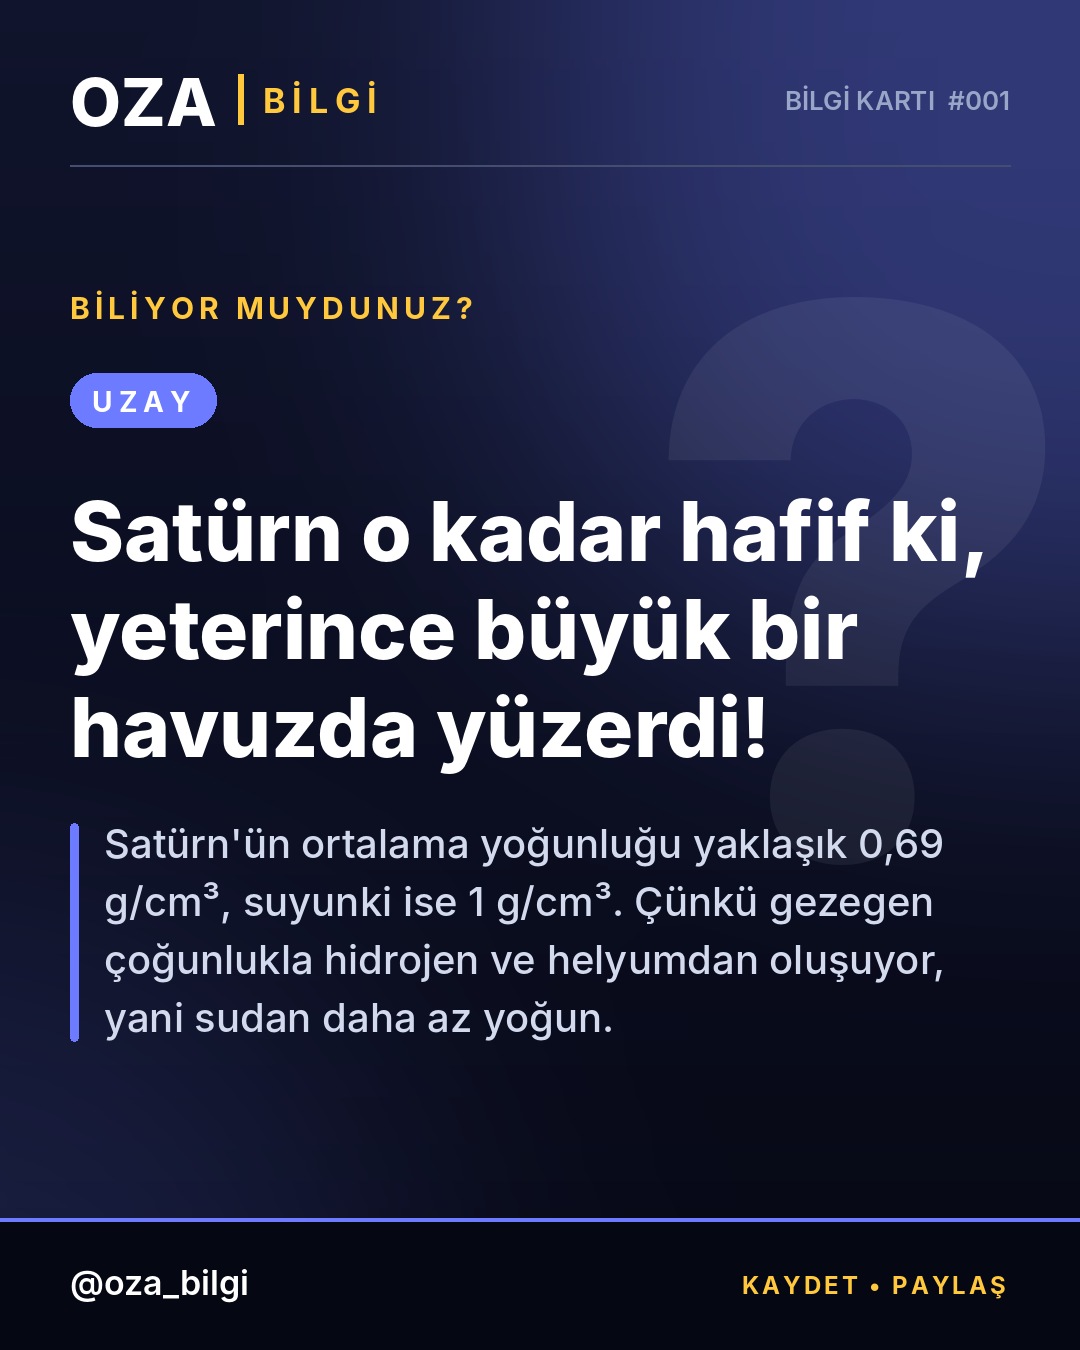 OZA | BİLGİ
BİLGİ KARTI #001
BİLİYOR MUYDUNUZ?
UZAY
Satürn o kadar hafif ki,
yeterince büyük bir
havuzda yüzerdi!
Satürn'ün ortalama yoğunluğu yaklaşık 0,69
g/cm³, suyunki ise 1 g/cm³. Çünkü gezegen
çoğunlukla hidrojen ve helyumdan oluşuyor,
yani sudan daha az yoğun.
@oza_bilgi
KAYDET • PAYLAŞ